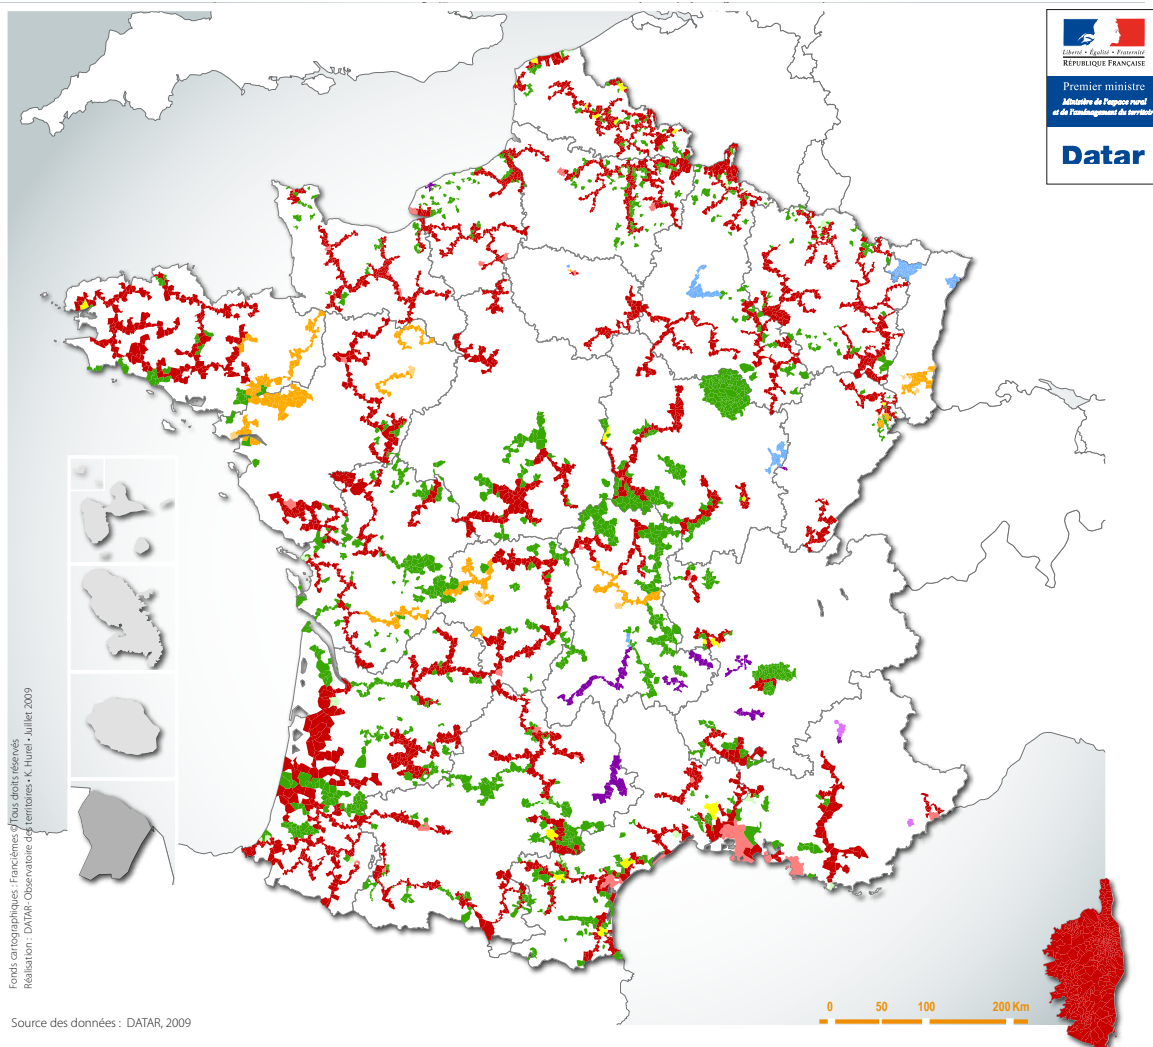 Liberté • Égalité • Fraternité
RÉPUBLIQUE FRANÇAISE
Premier ministre
Ministère de l'espace rural
et de l'aménagement du territoire
Datar
Fonds cartographiques : Francièmes © Tous droits réservés
Réalisation : DATAR - Observatoire des territoires • K. Hurel • Juillet 2009
0 50 100 200 Km
Source des données : DATAR, 2009